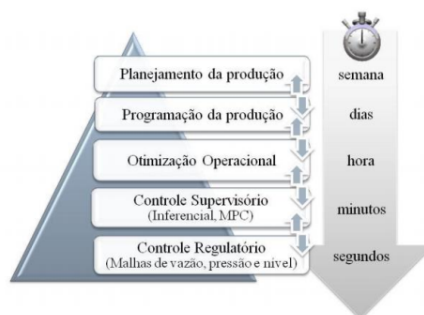 Planejamento da produção
semana
Programação da produção
dias
Otimização Operacional
hora
Controle Supervisório
(Inferencial, MPC)
minutos
Controle Regulatório
(Malhas de vazão, pressão e nível)
segundos